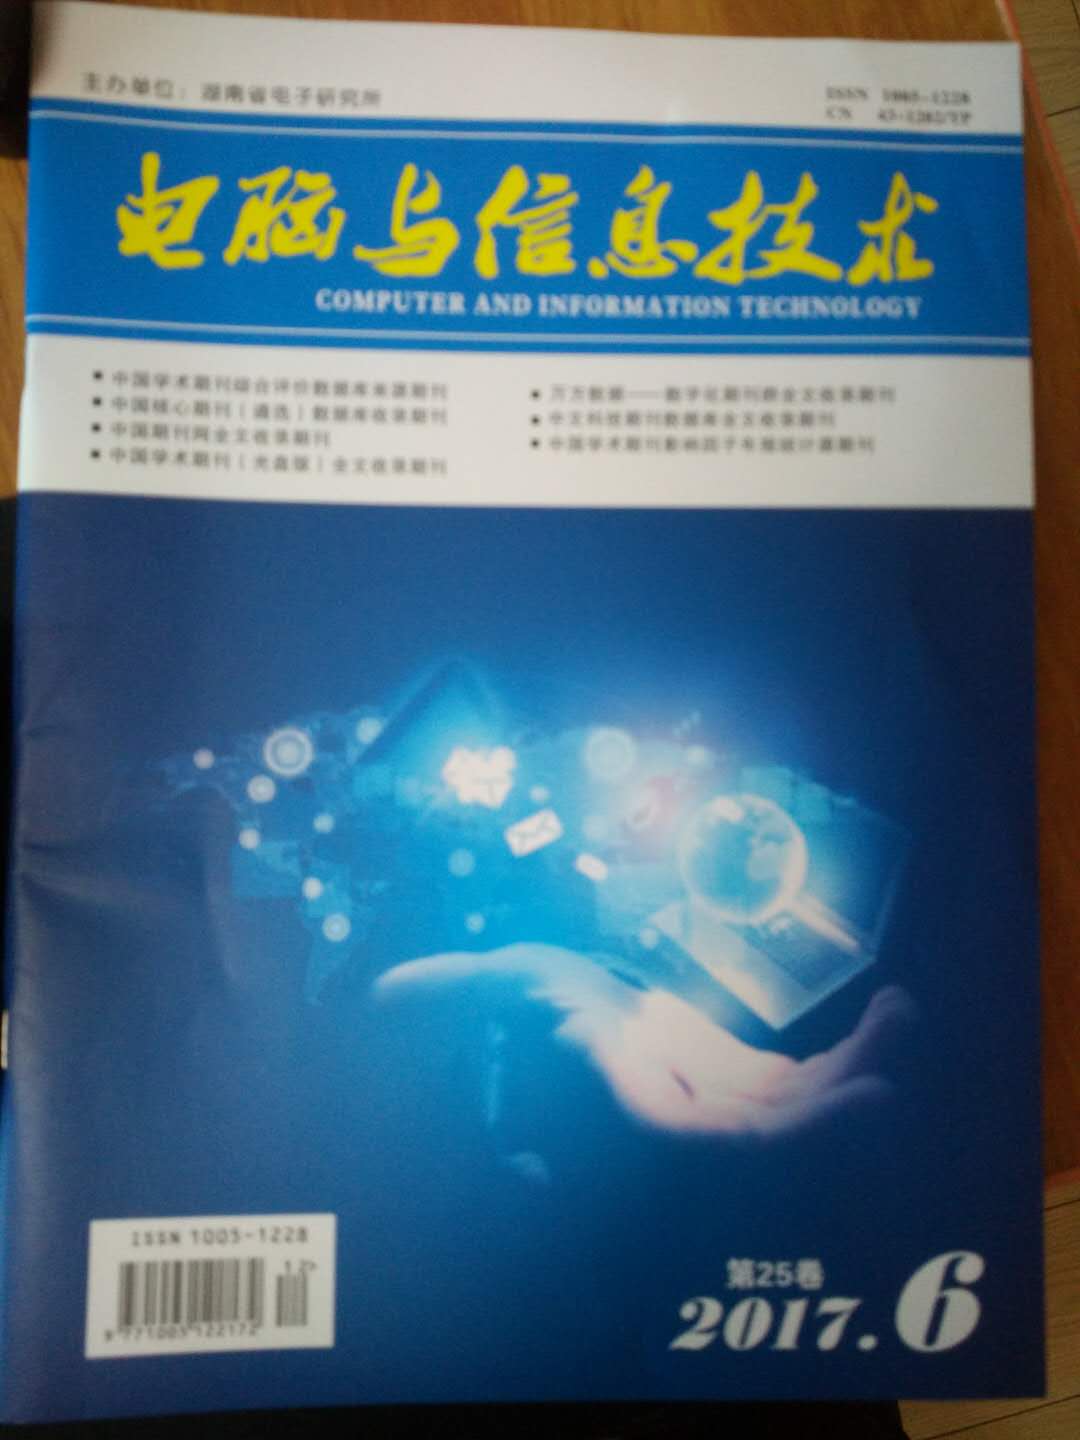 主办单位：湖南省电子研究所
ISSN 1005-1228
CN 43-1202/TP
电脑与信息技术
COMPUTER AND INFORMATION TECHNOLOGY
▪ 中国学术期刊综合评价数据库来源期刊
▪ 中国核心期刊（遴选）数据库收录期刊
▪ 中国期刊网全文收录期刊
▪ 中国学术期刊（光盘版）全文收录期刊
▪ 万方数据——数字化期刊群全文收录期刊
▪ 中文科技期刊数据库全文收录期刊
▪ 中国学术期刊影响因子年报统计源期刊
ISSN 1005-1228
9 771005 122172
第25卷
2017.6